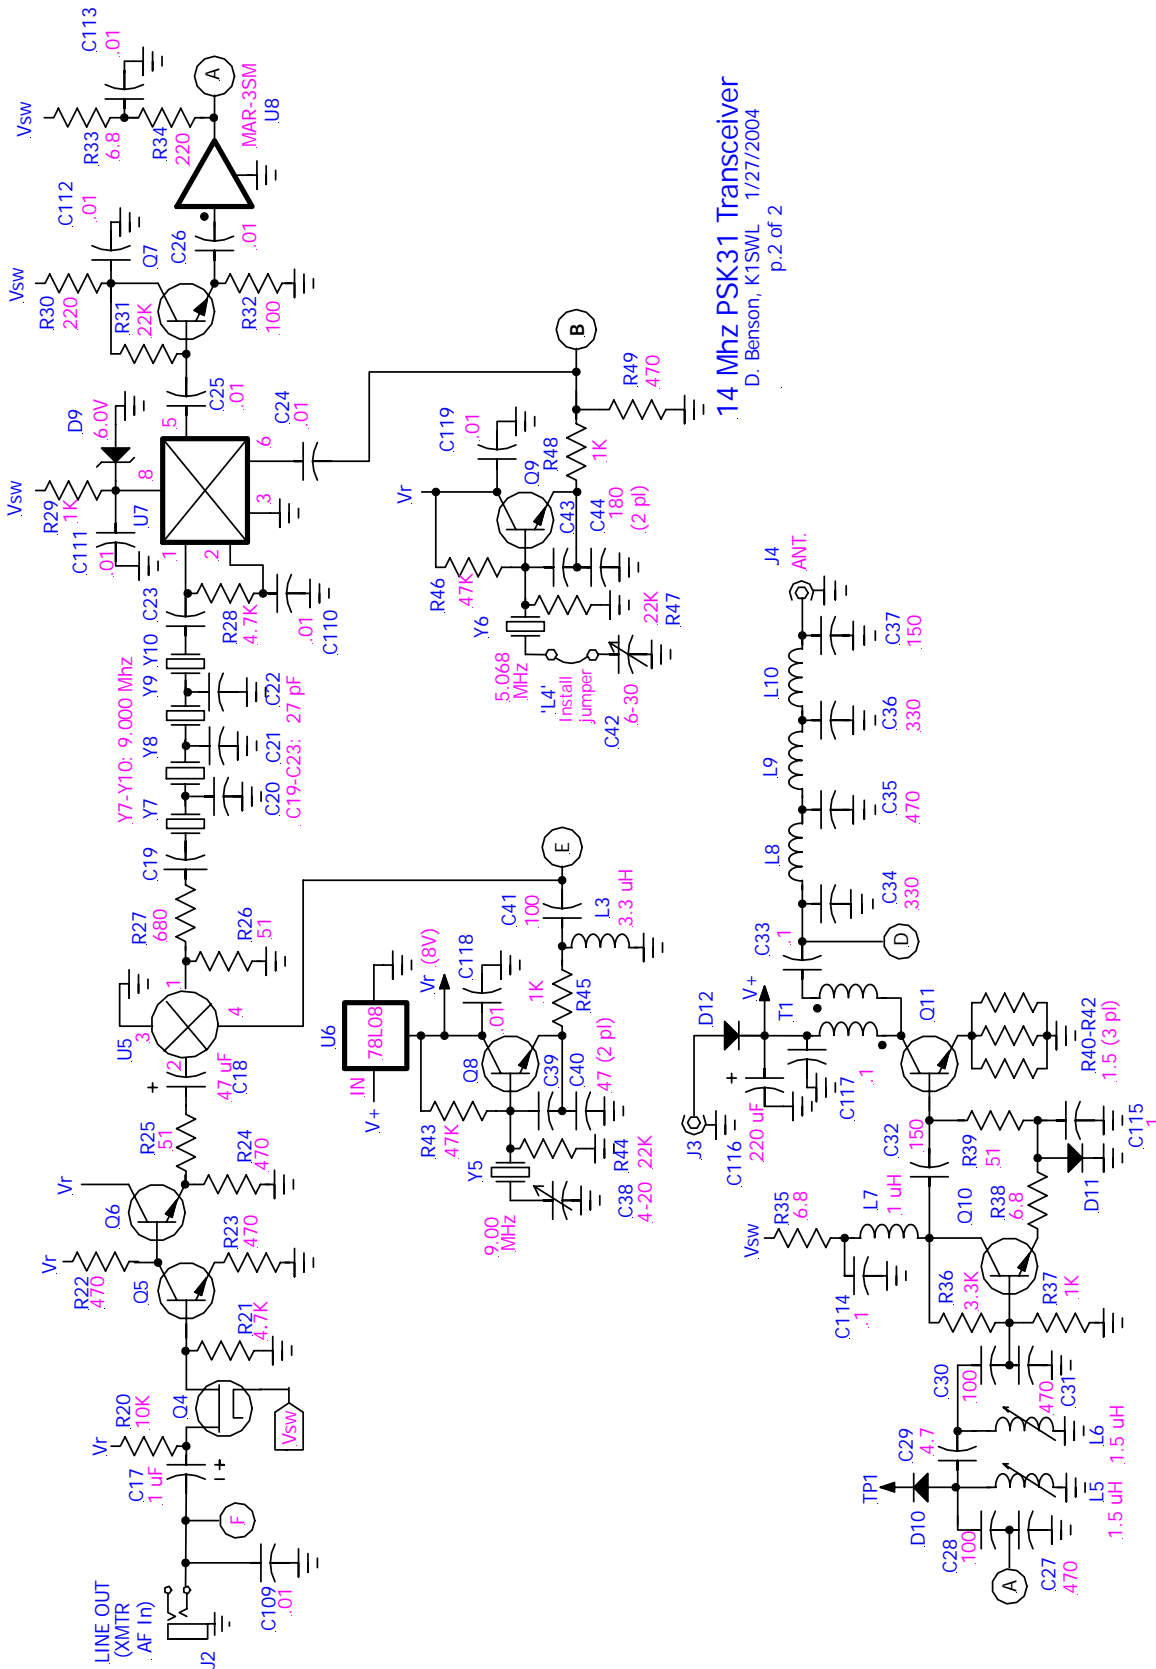 LINE OUT
(XMTR
AF In)
J2
C109
.01
F
C17
1 uF
+
Vr
R20
10K
Q4
Vsw
R21
4.7K
Q5
Vr
R22
470
R23
470
Q6
Vr
R24
470
R25
51
+
47 uF
C18
U5
3
2
1
4
R26
51
R27
680
C19
Y7-Y10: 9.000 Mhz
Y7
Y8
Y9
Y10
C20
C21
C22
C19-C23: 27 pF
C23
R28
4.7K
.01
C110
C111
.01
Vsw
R29
1K
U7
D9
6.0V
1
2
8
3
5
6
C25
.01
C24
.01
Vsw
R30
220
R31
22K
C112
.01
Q7
R32
100
C26
.01
Vsw
R33
6.8
R34
220
C113
.01
A
MAR-3SM
U8
V+
IN
U6
78L08
Vr (8V)
C118
.01
R43
47K
Q8
Y5
9.00
MHz
C38
4-20
R44
22K
C39
C40
47 (2 pl)
1K
R45
C41
100
L3
3.3 uH
E
Vr
R46
47K
Y6
5.068
MHz
'L4'
Install
jumper
C42
6-30
22K
R47
Q9
C119
.01
C43
C44
180
(2 pl)
R48
1K
R49
470
B
14 Mhz PSK31 Transceiver
D. Benson, K1SWL 1/27/2004
p.2 of 2
A
C27
470
C28
100
D10
TP1
L5
1.5 uH
C29
4.7
L6
1.5 uH
C30
100
470
C31
C114
.1
Vsw
R35
6.8
L7
1 uH
R36
3.3K
R37
1K
Q10
R38
6.8
D11
C115
.1
R39
51
C32
150
J3
D12
V+
+
C116
220 uF
C117
.1
T1
Q11
R40-R42
1.5 (3 pl)
C33
.1
D
C34
330
L8
C35
470
L9
C36
330
L10
C37
150
J4
ANT.